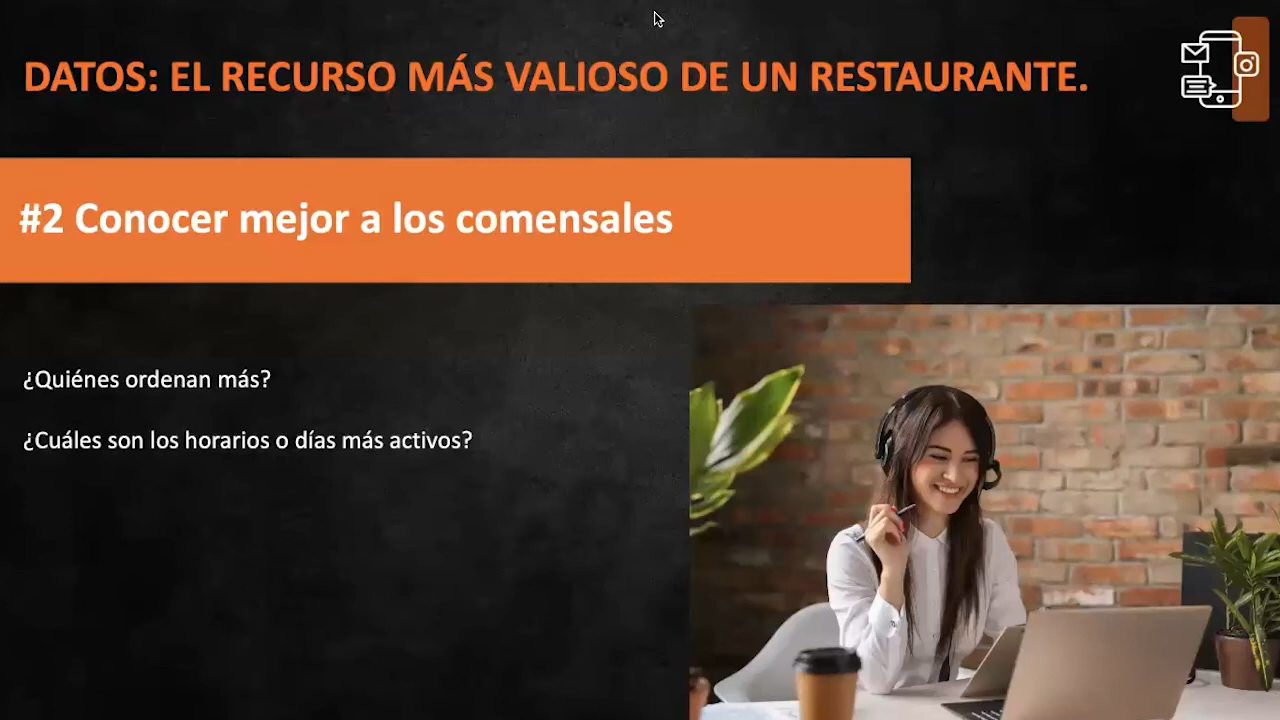 DATOS: EL RECURSO MÁS VALIOSO DE UN RESTAURANTE.
#2 Conocer mejor a los comensales
¿Quiénes ordenan más?
¿Cuáles son los horarios o días más activos?